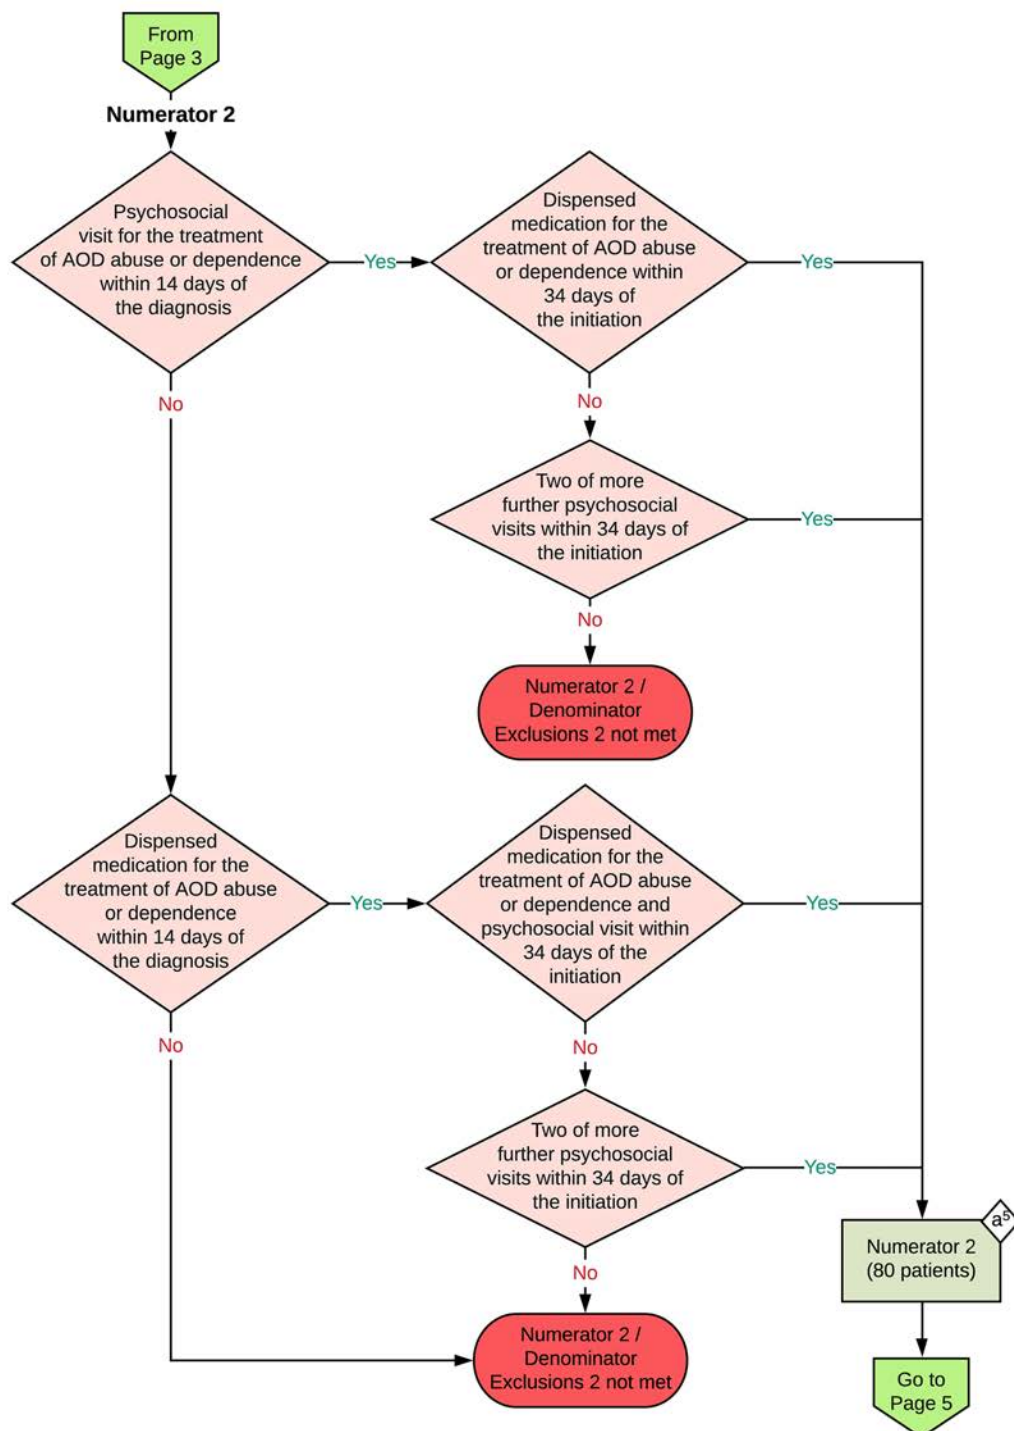 From
Page 3
Numerator 2
Psychosocial
visit for the treatment
of AOD abuse or dependence
within 14 days of
the diagnosis
Yes
Dispensed
medication for the
treatment of AOD abuse
or dependence within
34 days of
the initiation
Yes
No
No
Two of more
further psychosocial
visits within 34 days of
the initiation
Yes
No
Numerator 2 /
Denominator
Exclusions 2 not met
Dispensed
medication for the
treatment of AOD abuse
or dependence
within 14 days of
the diagnosis
Yes
Dispensed
medication for the
treatment of AOD abuse
or dependence and
psychosocial visit within
34 days of the
initiation
Yes
No
No
Two of more
further psychosocial
visits within 34 days of
the initiation
Yes
No
a⁵
Numerator 2
(80 patients)
Numerator 2 /
Denominator
Exclusions 2 not met
Go to
Page 5